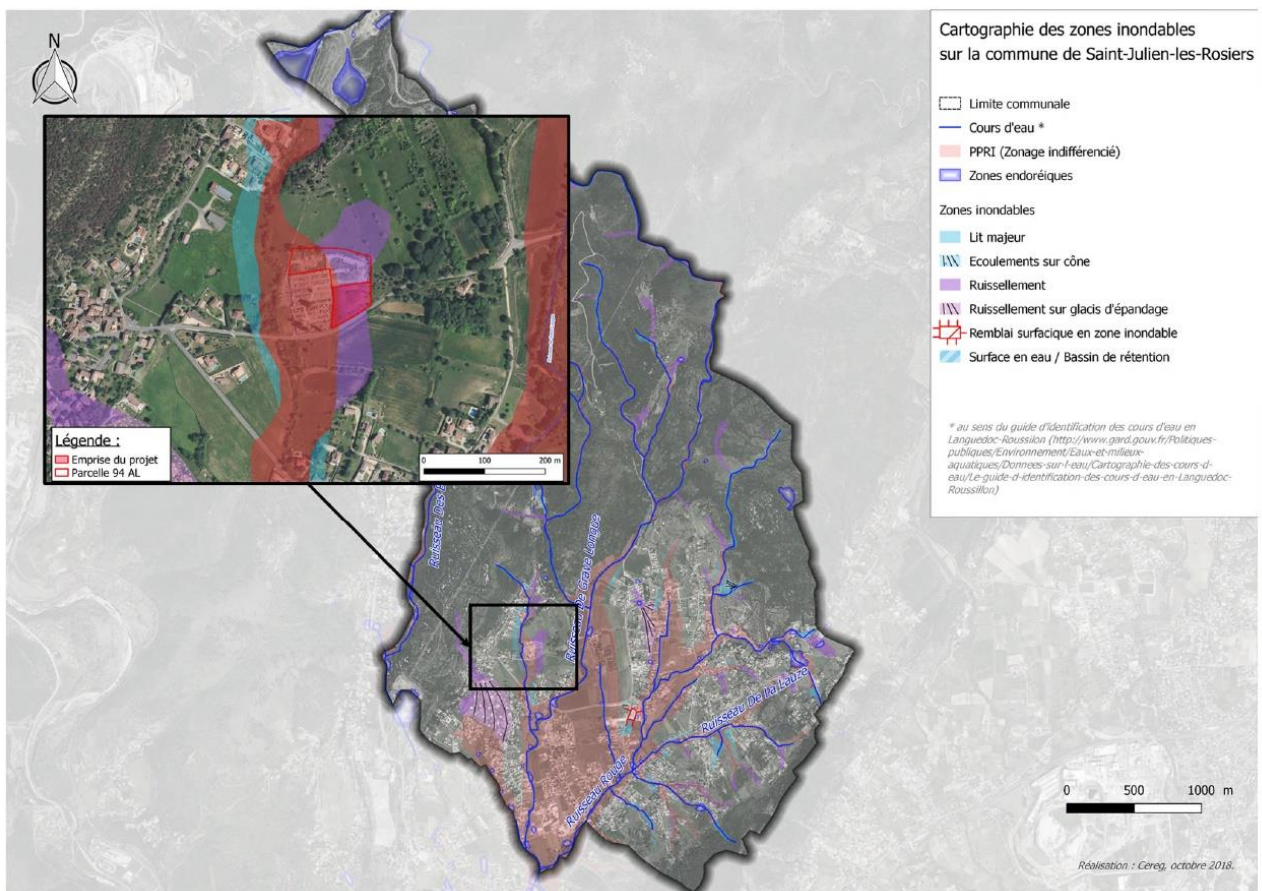 Cartographie des zones inondables
sur la commune de Saint-Julien-les-Rosiers
Limite communale
Cours d'eau *
PPRI (Zonage indifférencié)
Zones endoréiques
Zones inondables
Lit majeur
Ecoulements sur cône
Ruissellement
Ruissellement sur glacis d'épandage
Remblai surfacique en zone inondable
Surface en eau / Bassin de rétention
* au sens du guide d'identification des cours d'eau en
Languedoc-Roussilon (http://www.gard.gouv.fr/Politiques-
publiques/Environnement/Eaux-et-milieux-
aquatiques/Donnees-sur-l-eau/Cartographie-des-cours-d-
eau/Le-guide-d-identification-des-cours-d-eau-en-Languedoc-
Roussillon)
N
Légende :
Emprise du projet
Parcelle 94 AL
0 100 200 m
Ruisseau Des
Ruisseau De Grave Longue
Ruisseau De La Lauze
Ruisseau Rouge
0 500 1000 m
Réalisation : Cereg, octobre 2018.